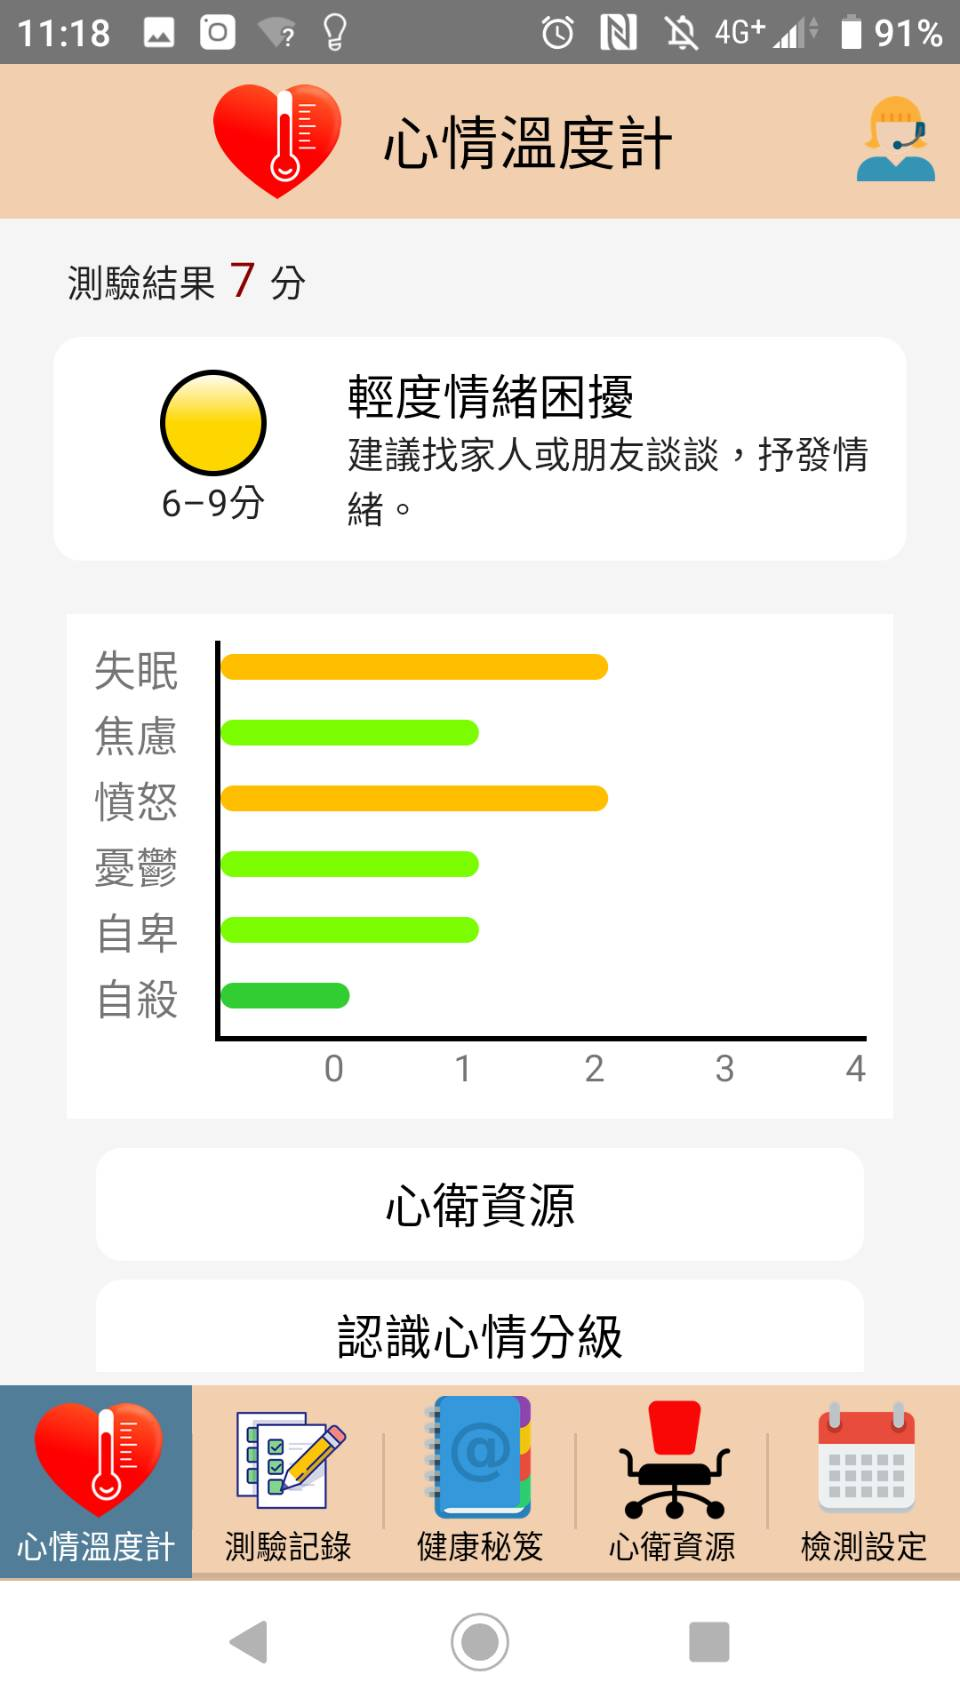 11:18 ? 4G+ 91%
心情溫度計
測驗結果 7 分
輕度情緒困擾
建議找家人或朋友談談，抒發情
緒。
6-9分
失眠
焦慮
憤怒
憂鬱
自卑
自殺
0 1 2 3 4
心衛資源
認識心情分級
@
心情溫度計 測驗記錄 健康秘笈 心衛資源 檢測設定